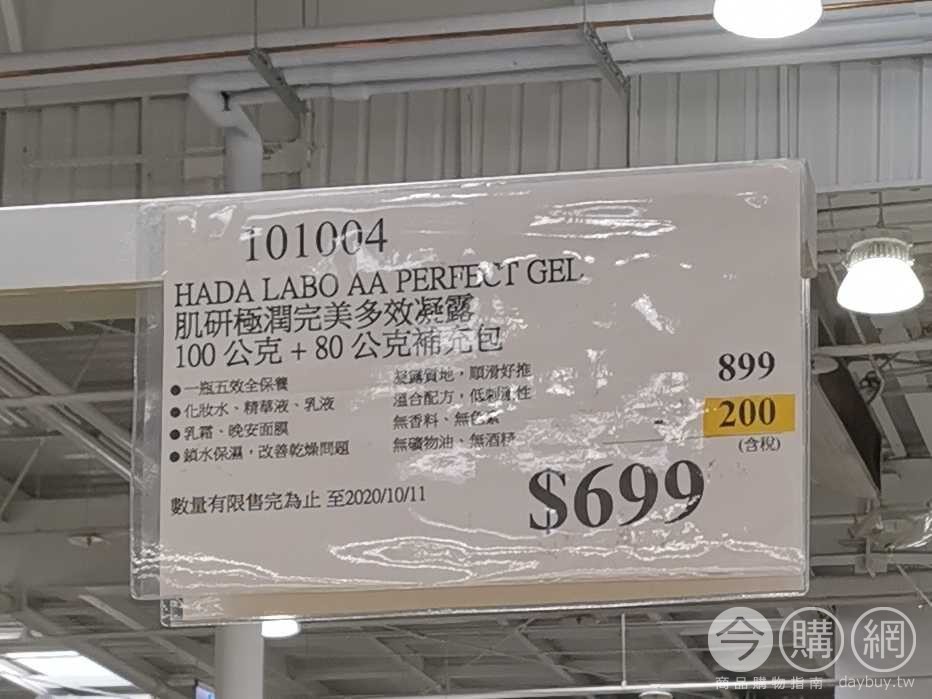 101004
HADA LABO AA PERFECT GEL
肌研極潤完美多效凝露
100 公克 + 80 公克補充包
●一瓶五效全保養
●化妝水、精華液、乳液
●乳霜、晚安面膜
●鎖水保濕，改善乾燥問題
凝露質地，順滑好推
溫合配方，低刺激性
無香料、無色素
無礦物油、無酒精
899
- 200
(含稅)
$699
數量有限售完為止 至2020/10/11
今購網
商品購物指南 daybuy.tw